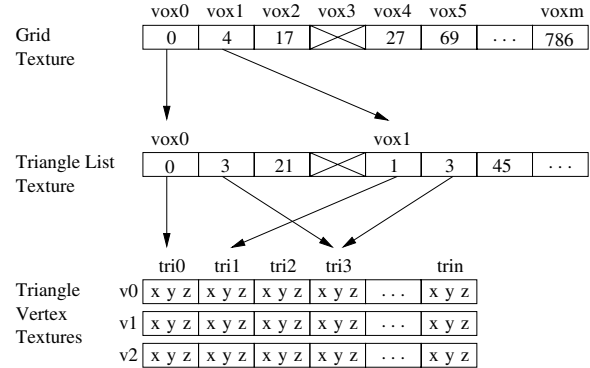 vox0 vox1 vox2 vox3 vox4 vox5 voxm
Grid Texture
0 4 17 27 69 . . . 786
vox0 vox1
Triangle List Texture
0 3 21 1 3 45 . . .
tri0 tri1 tri2 tri3 trin
Triangle Vertex Textures
v0 x y z x y z x y z x y z . . . x y z
v1 x y z x y z x y z x y z . . . x y z
v2 x y z x y z x y z x y z . . . x y z